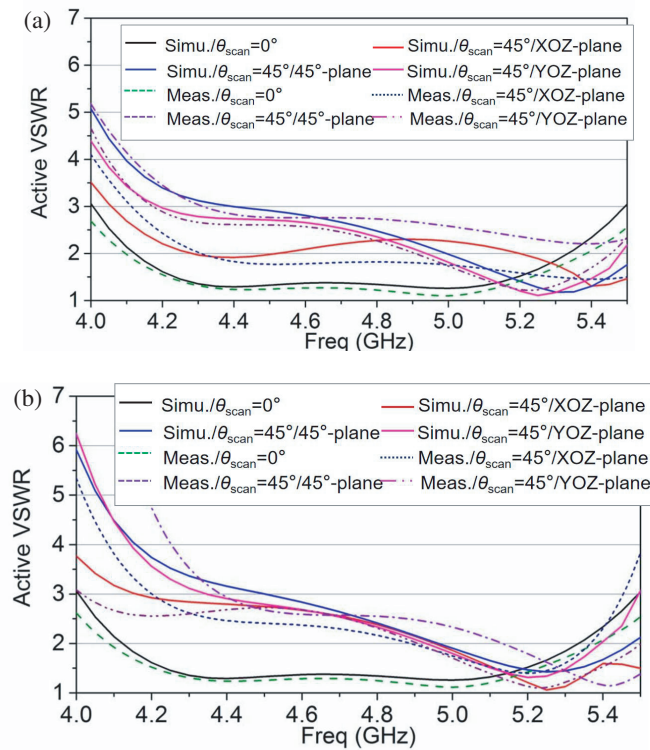 (a)
7
6
5
4
3
2
1
Active VSWR
Simu./θscan=0°
Simu./θscan=45°/XOZ-plane
Simu./θscan=45°/45°-plane
Simu./θscan=45°/YOZ-plane
Meas./θscan=0°
Meas./θscan=45°/XOZ-plane
Meas./θscan=45°/45°-plane
Meas./θscan=45°/YOZ-plane
4.0 4.2 4.4 4.6 4.8 5.0 5.2 5.4
Freq (GHz)
(b)
7
6
5
4
3
2
1
Active VSWR
Simu./θscan=0°
Simu./θscan=45°/XOZ-plane
Simu./θscan=45°/45°-plane
Simu./θscan=45°/YOZ-plane
Meas./θscan=0°
Meas./θscan=45°/XOZ-plane
Meas./θscan=45°/45°-plane
Meas./θscan=45°/YOZ-plane
4.0 4.2 4.4 4.6 4.8 5.0 5.2 5.4
Freq (GHz)